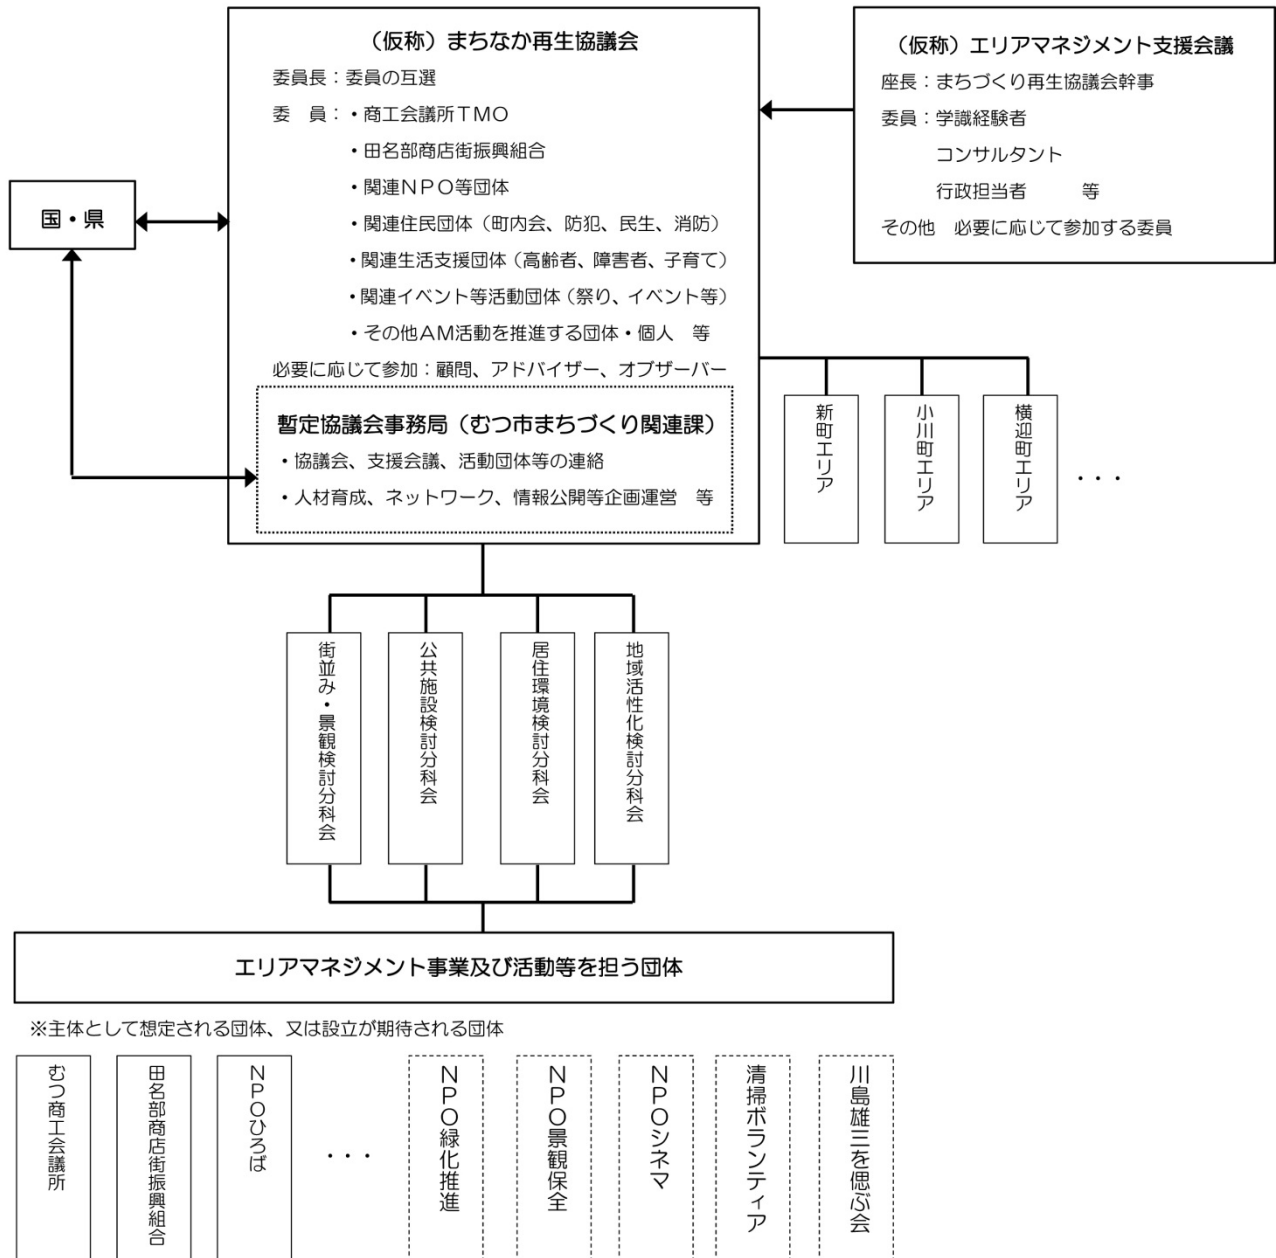 （仮称）まちなか再生協議会
委員長：委員の互選
委　員：・商工会議所ＴＭＯ
・田名部商店街振興組合
・関連ＮＰＯ等団体
・関連住民団体（町内会、防犯、民生、消防）
・関連生活支援団体（高齢者、障害者、子育て）
・関連イベント等活動団体（祭り、イベント等）
・その他ＡＭ活動を推進する団体・個人　等
必要に応じて参加：顧問、アドバイザー、オブザーバー
暫定協議会事務局（むつ市まちづくり関連課）
・協議会、支援会議、活動団体等の連絡
・人材育成、ネットワーク、情報公開等企画運営　等
（仮称）エリアマネジメント支援会議
座長：まちづくり再生協議会幹事
委員：学識経験者
コンサルタント
行政担当者　　　等
その他　必要に応じて参加する委員
国・県
新町エリア
小川町エリア
横迎町エリア
・・・
街並み・景観検討分科会
公共施設検討分科会
居住環境検討分科会
地域活性化検討分科会
エリアマネジメント事業及び活動等を担う団体
※主体として想定される団体、又は設立が期待される団体
むつ商工会議所
田名部商店街振興組合
ＮＰＯひろば
・・・
ＮＰＯ緑化推進
ＮＰＯ景観保全
ＮＰＯシネマ
清掃ボランティア
川島雄三を偲ぶ会